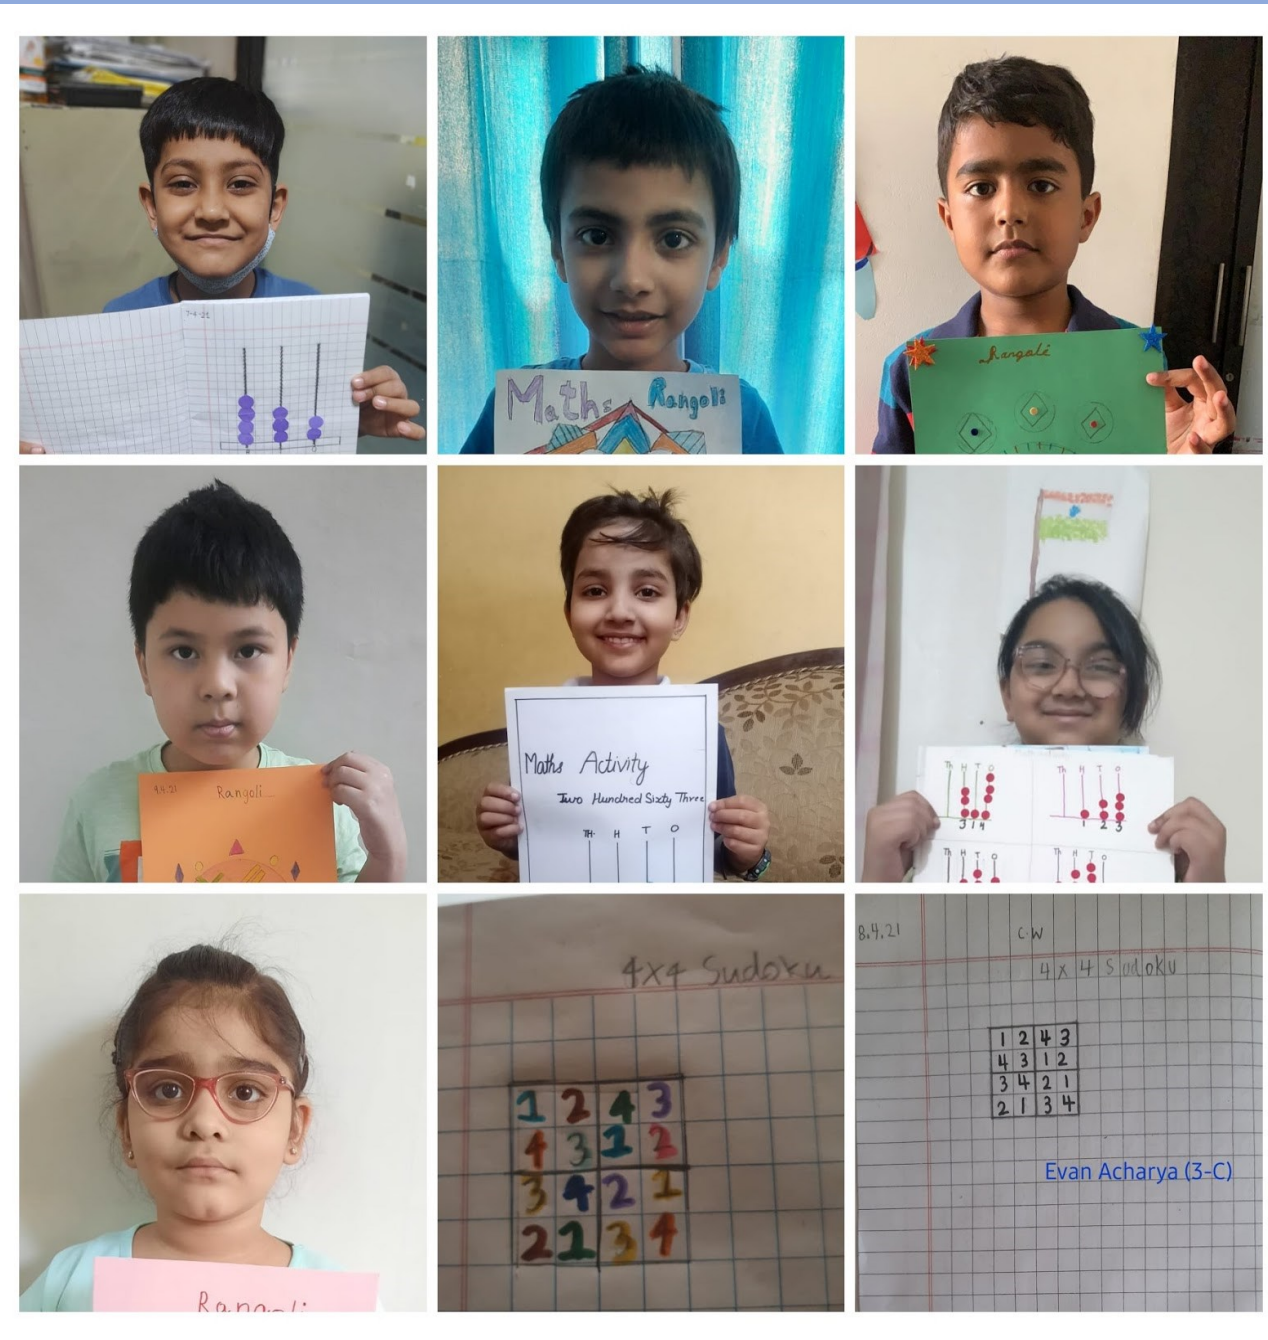 7-4-21
Maths Rangoli
Rangali
9.4.21 Rangoli
Maths Activity
Two Hundred Sixty Three
TH H T O
Th H T O
3 1 4
Th H T O
1 2 3
Th H T O
Th H T O
Rangoli
4x4 Sudoku
1 2 4 3
4 3 1 2
3 4 2 1
2 1 3 4
8.4.21 C.W
4 x 4 Sudoku
1 2 4 3
4 3 1 2
3 4 2 1
2 1 3 4
Evan Acharya (3-C)